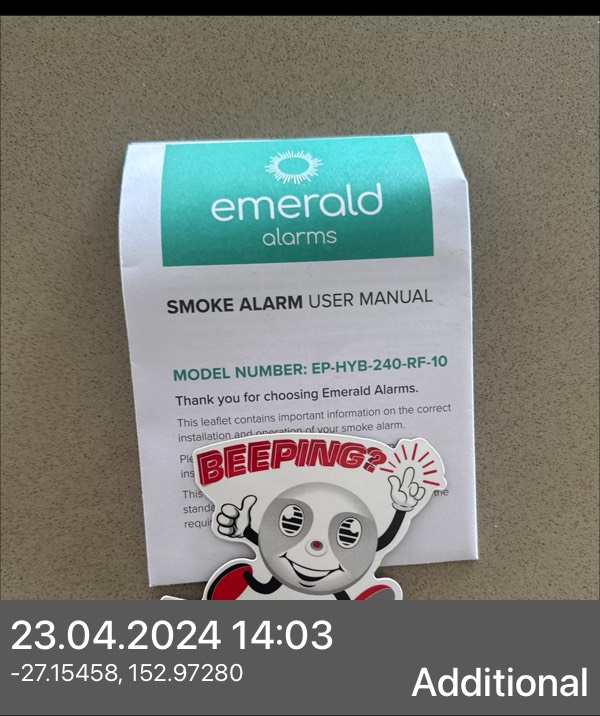 emerald
alarms
SMOKE ALARM USER MANUAL
MODEL NUMBER: EP-HYB-240-RF-10
Thank you for choosing Emerald Alarms.
This leaflet contains important information on the correct
installation and operation of your smoke alarm.
BEEPING?
This
the
23.04.2024 14:03
-27.15458, 152.97280
Additional